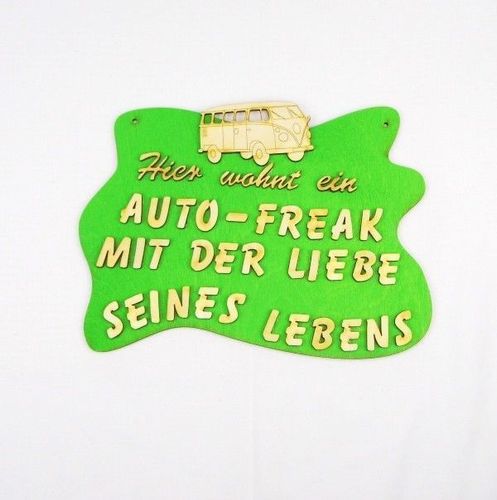 Hier wohnt ein
AUTO-FREAK
MIT DER LIEBE
SEINES LEBENS